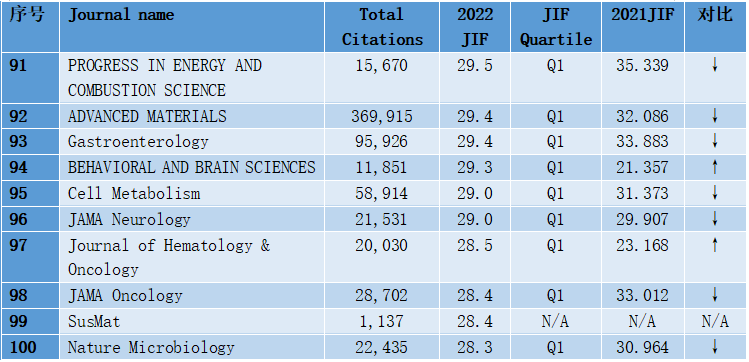 序号 Journal name Total Citations 2022 JIF JIF Quartile 2021JIF 对比
91 PROGRESS IN ENERGY AND COMBUSTION SCIENCE 15,670 29.5 Q1 35.339 ↓
92 ADVANCED MATERIALS 369,915 29.4 Q1 32.086 ↓
93 Gastroenterology 95,926 29.4 Q1 33.883 ↓
94 BEHAVIORAL AND BRAIN SCIENCES 11,851 29.3 Q1 21.357 ↑
95 Cell Metabolism 58,914 29.0 Q1 31.373 ↓
96 JAMA Neurology 21,531 29.0 Q1 29.907 ↓
97 Journal of Hematology & Oncology 20,030 28.5 Q1 23.168 ↑
98 JAMA Oncology 28,702 28.4 Q1 33.012 ↓
99 SusMat 1,137 28.4 N/A N/A N/A
100 Nature Microbiology 22,435 28.3 Q1 30.964 ↓